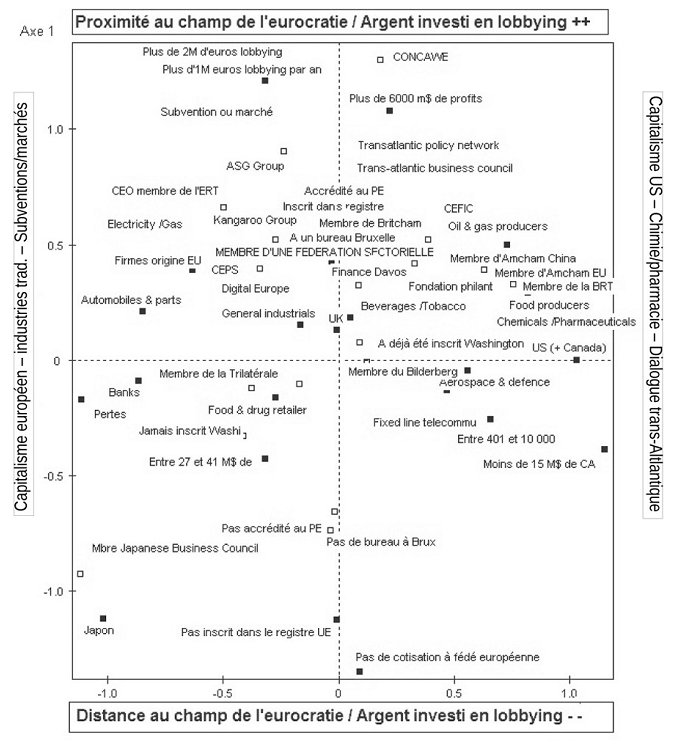 Axe 1
Proximité au champ de l'eurocratie / Argent investi en lobbying ++
Plus de 2M d'euros lobbying
CONCAWE
Plus d'1M euros lobbying par an
Plus de 6000 m$ de profits
Subvention ou marché
1.0
Transatlantic policy network
ASG Group
Trans-atlantic business council
CEO membre de l'ERT
Accrédité au PE
Inscrit dans registre
CEFIC
Electricity /Gas
Kangaroo Group
Membre de Britcham
Oil & gas producers
A un bureau Bruxelle
0.5
MEMBRE D'UNE FEDERATION SECTORIELLE
Membre d'Amcham China
Firmes origine EU
CEPS
Finance Davos
Membre d'Amcham EU
Digital Europe
Fondation philant
Membre de la BRT
Automobiles & parts
General industrials
Beverages /Tobacco
Food producers
UK
Chemicals /Pharmaceuticals
A déjà été inscrit Washington
US (+ Canada)
0
Membre de la Trilatérale
Membre du Bilderberg
Banks
Aerospace & defence
Pertes
Food & drug retailer
Fixed line telecommu
Jamais inscrit Washi
Entre 401 et 10 000
Entre 27 et 41 M$ de
Moins de 15 M$ de CA
-0.5
Pas accrédité au PE
Pas de bureau à Brux
Mbre Japanese Business Council
-1.0
Japon
Pas inscrit dans le registre UE
Pas de cotisation à fédé européenne
-1.0
-0.5
0
0.5
1.0
Distance au champ de l'eurocratie / Argent investi en lobbying - -
Capitalisme européen – industries trad. – Subventions/marchés
Capitalisme US – Chimie/pharmacie – Dialogue trans-Altlantique